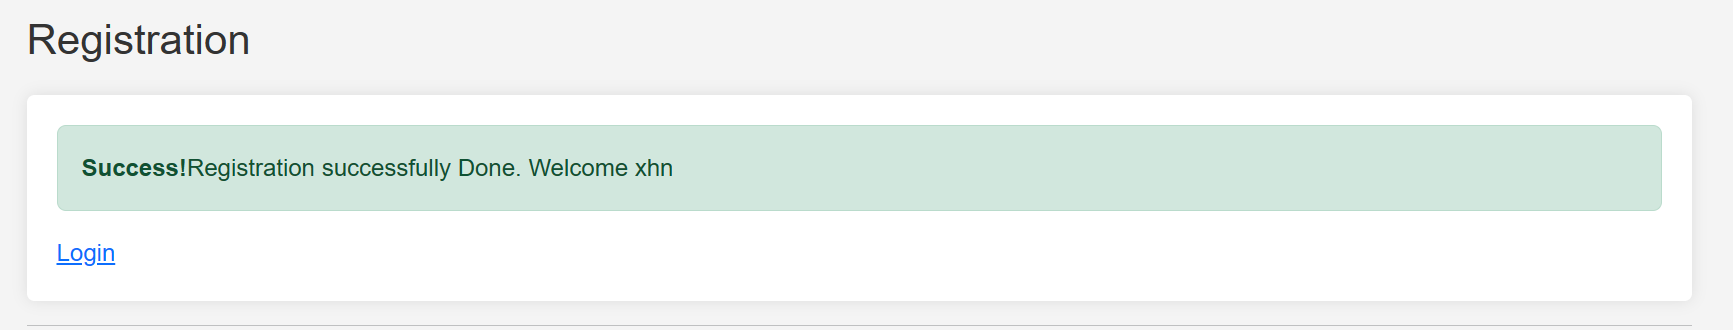 Registration
Success!Registration successfully Done. Welcome xhn
Login